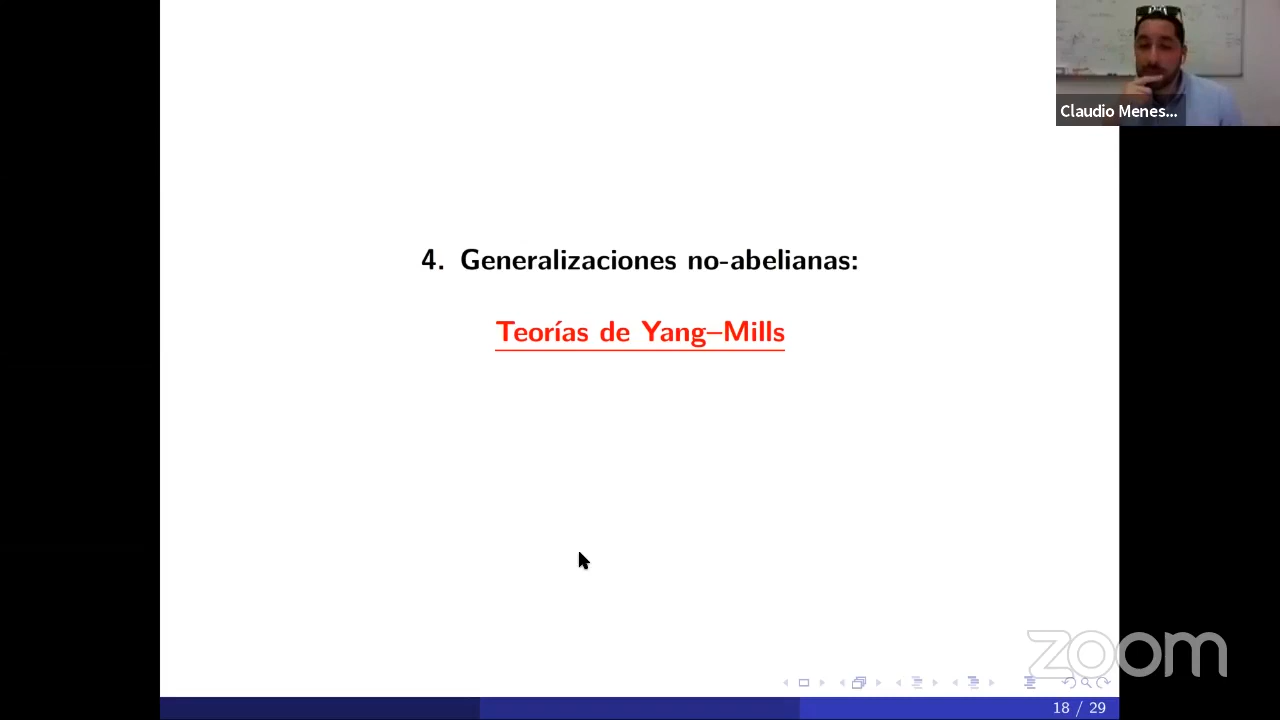 Claudio Menes...
4. Generalizaciones no-abelianas:
Teorías de Yang–Mills
zoom
18 / 29